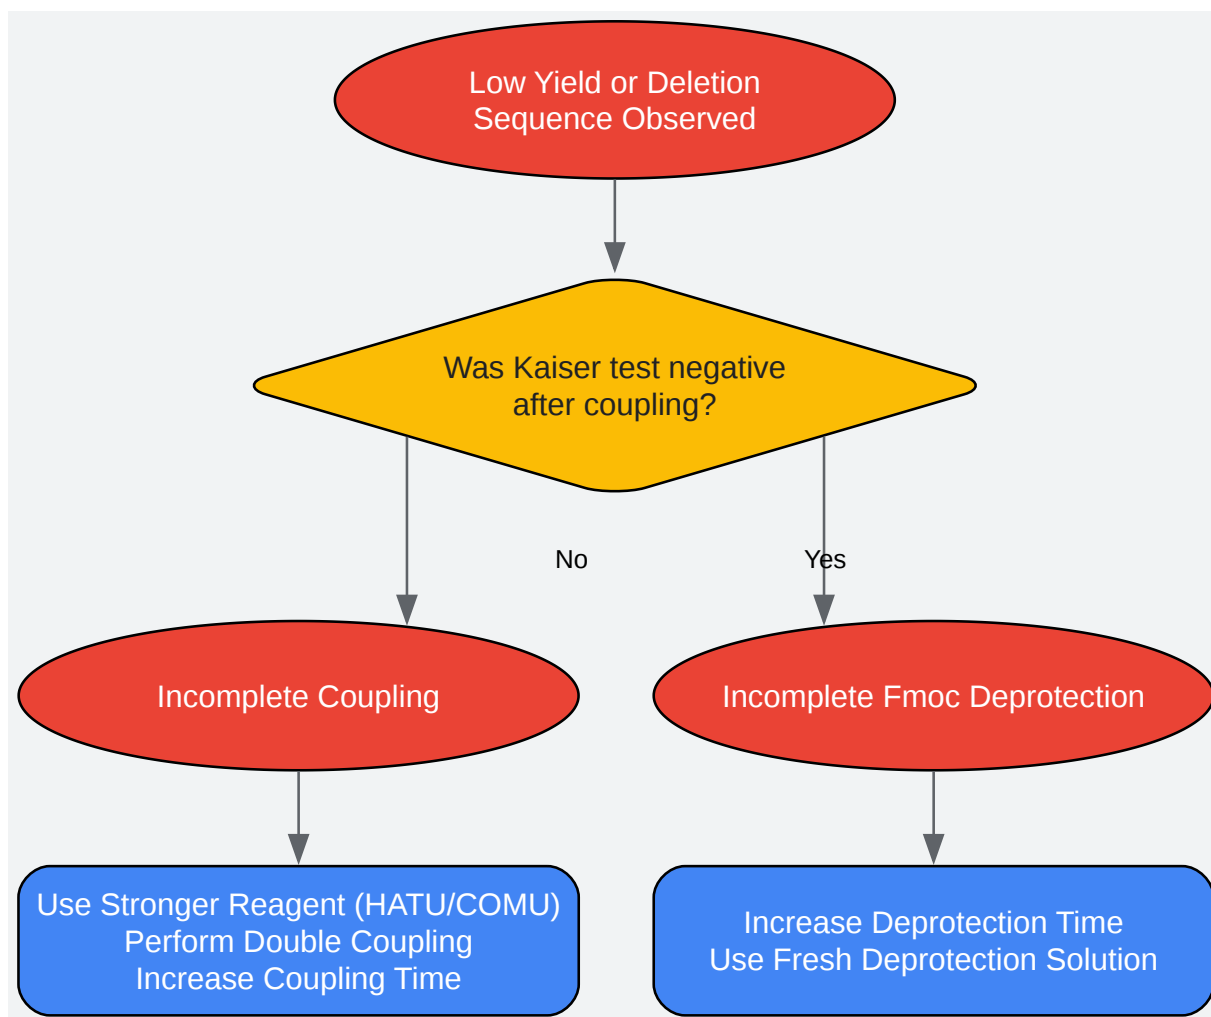 Low Yield or Deletion
Sequence Observed
Was Kaiser test negative
after coupling?
No
Yes
Incomplete Coupling
Incomplete Fmoc Deprotection
Use Stronger Reagent (HATU/COMU)
Perform Double Coupling
Increase Coupling Time
Increase Deprotection Time
Use Fresh Deprotection Solution